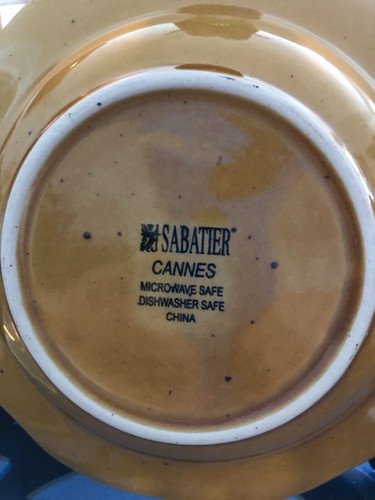 SABATIER®
CANNES
MICROWAVE SAFE
DISHWASHER SAFE
CHINA